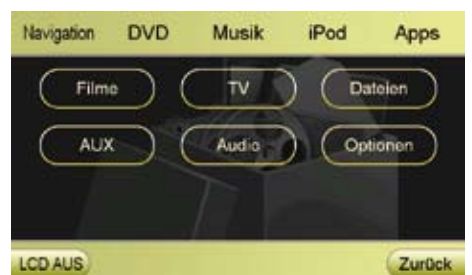 Navigation DVD Musik iPod Apps
Filme TV Dateien
AUX Audio Optionen
LCD AUS Zurück